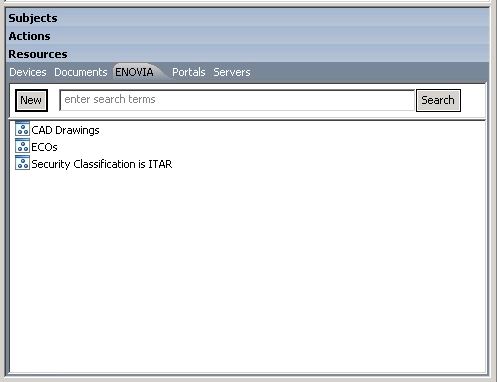 Subjects
Actions
Resources
Devices Documents ENOVIA Portals Servers
New enter search terms Search
CAD Drawings
ECOs
Security Classification is ITAR